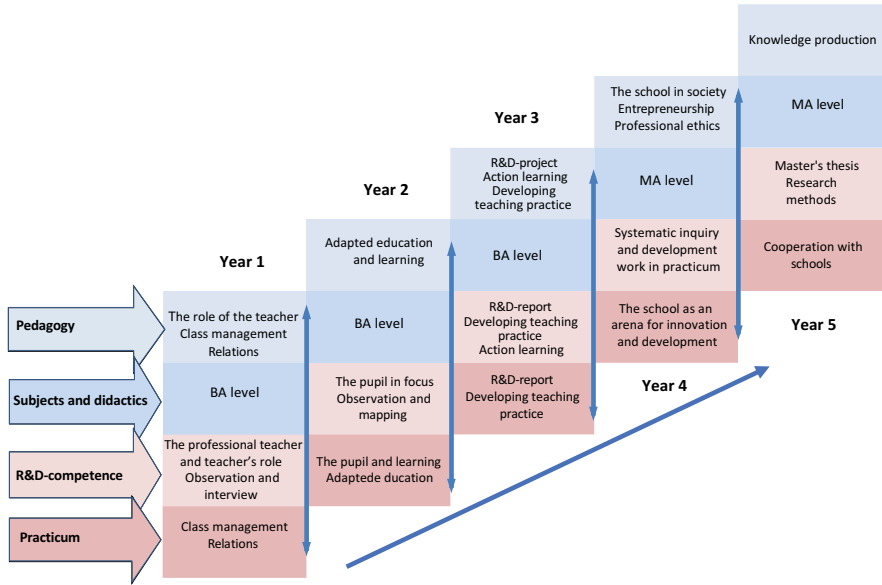 Knowledge production
MA level
Master's thesis
Research
methods
Cooperation with
schools
Year 5
The school in society
Entrepreneurship
Professional ethics
MA level
Systematic inquiry
and development
work in practicum
The school as an
arena for innovation
and development
Year 4
Year 3
R&D-project
Action learning
Developing
teaching practice
BA level
R&D-report
Developing teaching
practice
Action learning
R&D-report
Developing teaching
practice
Year 2
Adapted education
and learning
BA level
The pupil in focus
Observation and
mapping
The pupil and learning
Adaptede ducation
Year 1
The role of the teacher
Class management
Relations
BA level
The professional teacher
and teacher's role
Observation and
interview
Class management
Relations
Pedagogy
Subjects and didactics
R&D-competence
Practicum